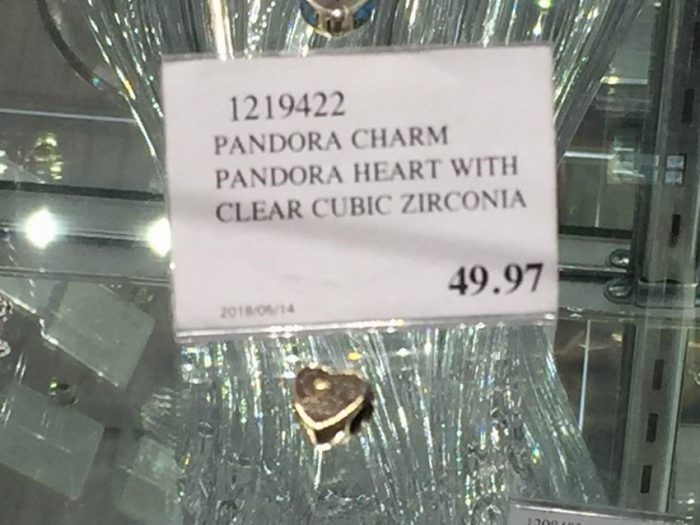 1219422
PANDORA CHARM
PANDORA HEART WITH
CLEAR CUBIC ZIRCONIA
49.97
2018/05/14